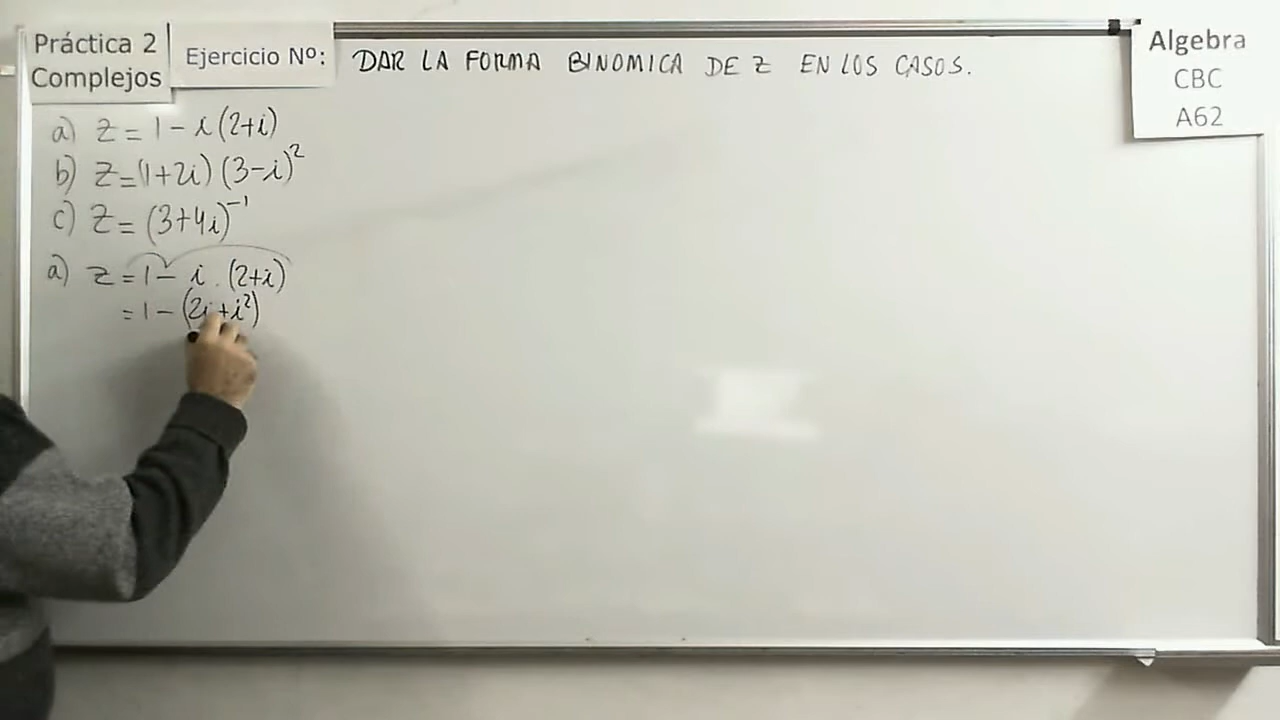 Práctica 2
Complejos
Ejercicio Nº:
DAR LA FORMA BINOMICA DE Z EN LOS CASOS.
Algebra
CBC
A62
a) z = 1 - i (2+i)
b) z = (1+2i) (3-i)²
c) z = (3+4i)⁻¹
a) z = 1 - i . (2+i)
= 1 - (2i + i²)